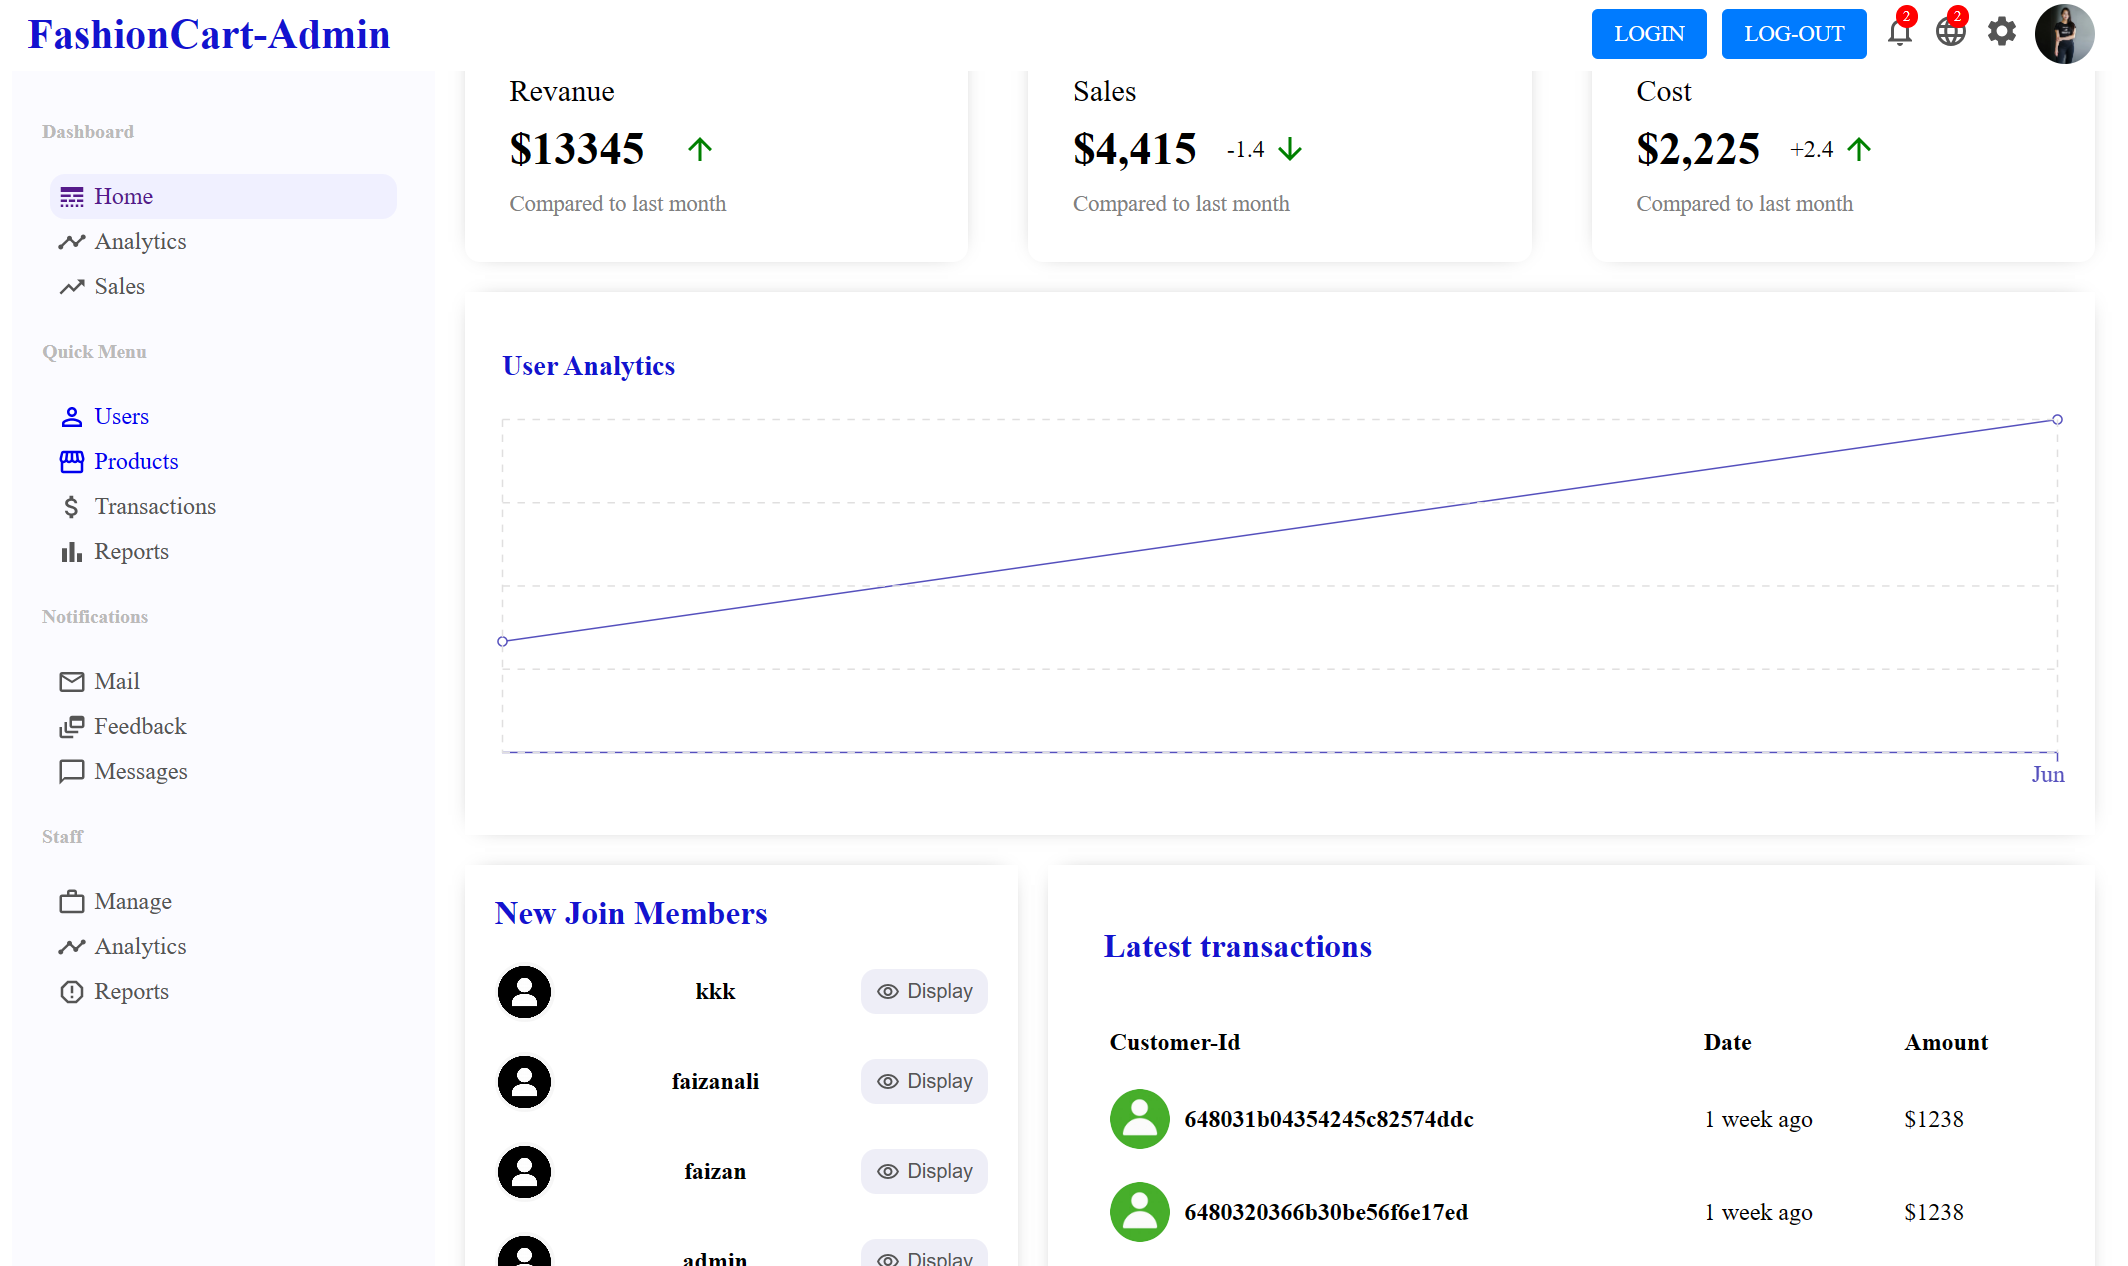 FashionCart-Admin
LOGIN
LOG-OUT
2
2
Dashboard
Home
Analytics
Sales
Quick Menu
Users
Products
Transactions
Reports
Notifications
Mail
Feedback
Messages
Staff
Manage
Analytics
Reports
Revanue
$13345
Compared to last month
Sales
$4,415 -1.4
Compared to last month
Cost
$2,225 +2.4
Compared to last month
User Analytics
Jun
New Join Members
kkk Display
faizanali Display
faizan Display
admin Display
Latest transactions
Customer-Id Date Amount
648031b04354245c82574ddc 1 week ago $1238
6480320366b30be56f6e17ed 1 week ago $1238